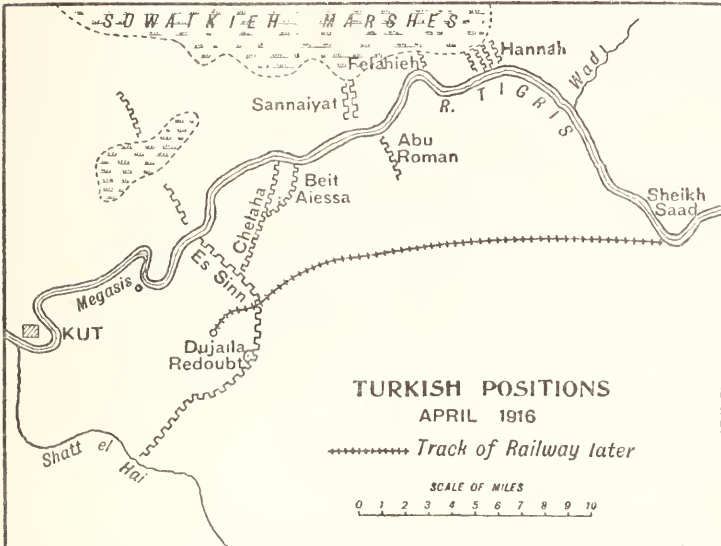 SUWAIKIEH MARSHES
Felahieh
Hannah
Wadi
Sannaiyat
R. TIGRIS
Abu
Roman
Beit
Aiessa
Chelaha
Sheikh
Saad
Es Sinn
Megasis
KUT
Dujaila
Redoubt
TURKISH POSITIONS
APRIL 1916
Track of Railway later
Shatt el Hai
SCALE OF MILES
0 1 2 3 4 5 6 7 8 9 10